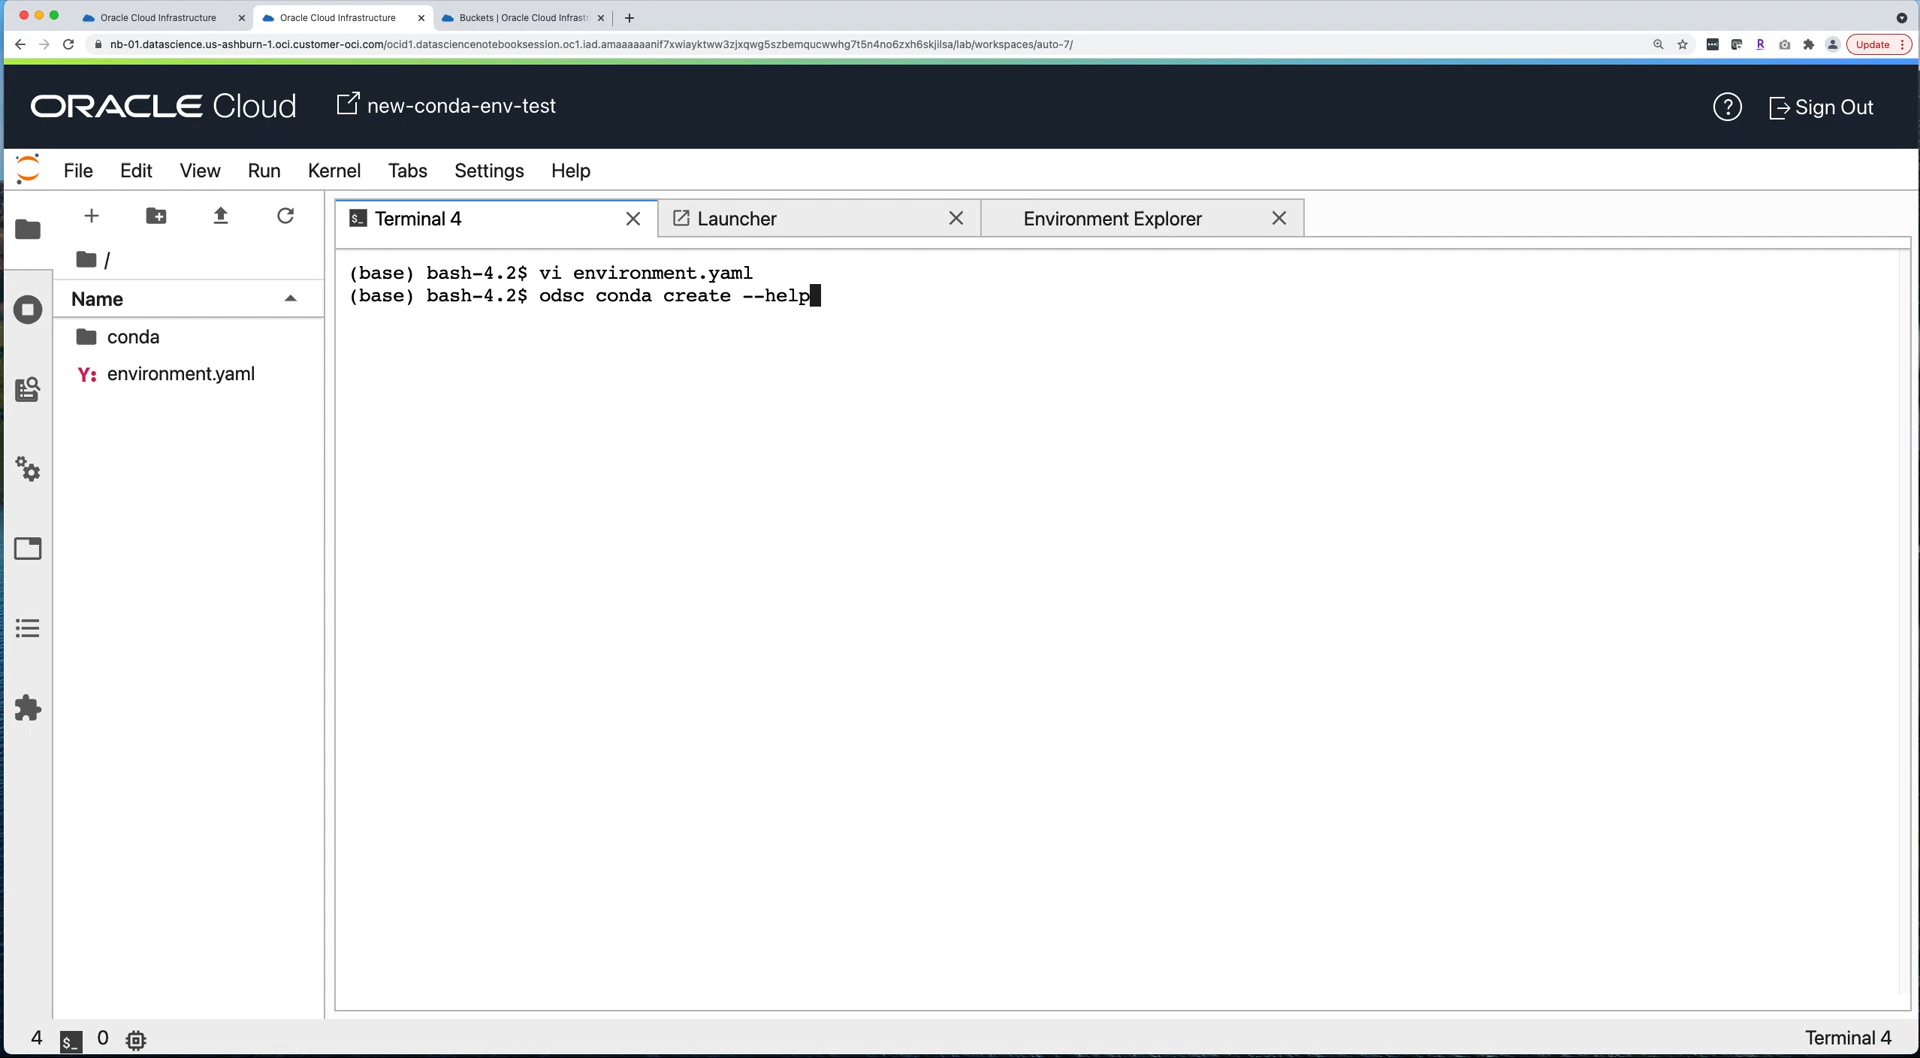 Oracle Cloud Infrastructure
Oracle Cloud Infrastructure
Buckets | Oracle Cloud Infrast
nb-01.datascience.us-ashburn-1.oci.customer-oci.com/ocid1.datasciencenotebooksession.oc1.iad.amaaaaaanif7xwiayktww3zjxqwg5szbemqucwwhg7t5n4no6zxh6skjilsa/lab/workspaces/auto-7/
R
Update
ORACLE Cloud
new-conda-env-test
?
Sign Out
File Edit View Run Kernel Tabs Settings Help
$_ Terminal 4
Launcher
Environment Explorer
/
Name
conda
Y: environment.yaml
(base) bash-4.2$ vi environment.yaml
(base) bash-4.2$ odsc conda create --help
4 $_ 0
Terminal 4